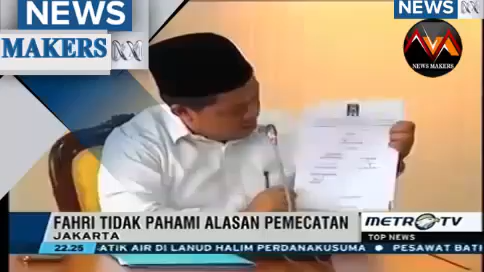 NEWS
MAKERS
NEWS
NEWS MAKERS
FAHRI TIDAK PAHAMI ALASAN PEMECATAN
JAKARTA
METRO TV
TOP NEWS
22.25 ATIK AIR DI LANUD HALIM PERDANAKUSUMA PESAWAT BATI